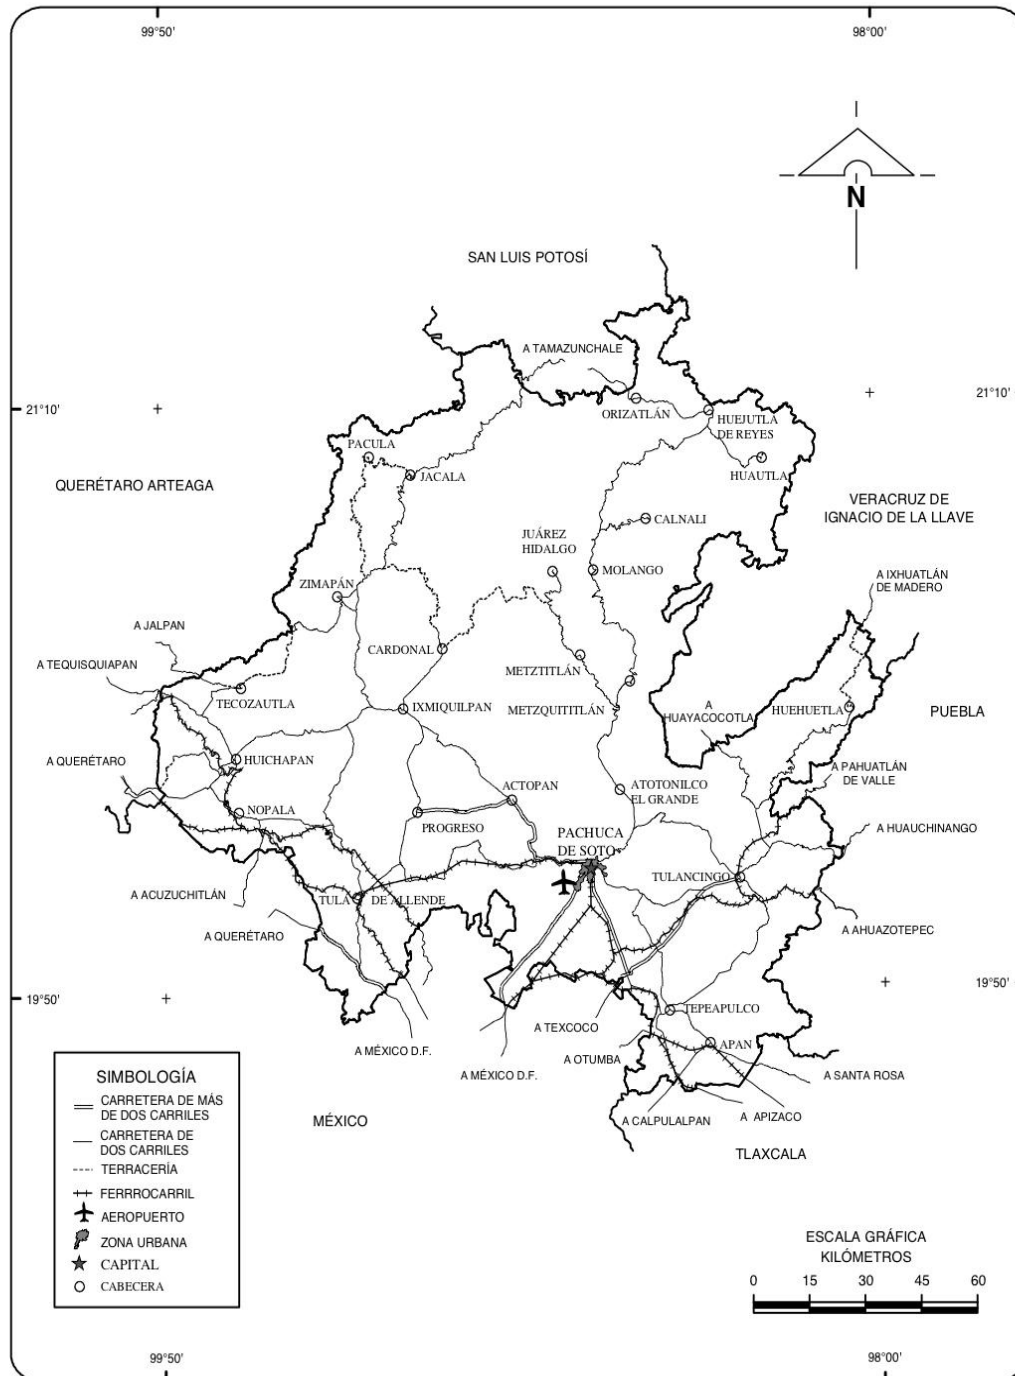 99°50'
98°00'
N
SAN LUIS POTOSÍ
A TAMAZUNCHALE
21°10'
21°10'
ORIZATLÁN
HUEJUTLA
DE REYES
PACULA
JACALA
HUAUTLA
QUERÉTARO ARTEAGA
VERACRUZ DE
IGNACIO DE LA LLAVE
CALNALI
JUÁREZ
HIDALGO
MOLANGO
A IXHUATLÁN
DE MADERO
ZIMAPÁN
A JALPAN
CARDONAL
A TEQUISQUIAPAN
METZTITLÁN
TECOZAUTLA
IXMIQUILPAN
METZQUITITLÁN
A
HUAYACOCOTLA
HUEHUETLA
PUEBLA
A QUERÉTARO
HUICHAPAN
A PAHUATLÁN
DE VALLE
ACTOPAN
ATOTONILCO
EL GRANDE
NOPALA
PROGRESO
PACHUCA
DE SOTO
A HUAUCHINANGO
TULANCINGO
A ACUZUCHITLÁN
TULA DE ALLENDE
A QUERÉTARO
A AHUAZOTEPEC
19°50'
19°50'
TEPEAPULCO
A TEXCOCO
A MÉXICO D.F.
A OTUMBA
APAN
A MÉXICO D.F.
A SANTA ROSA
MÉXICO
A CALPULALPAN
A APIZACO
TLAXCALA
SIMBOLOGÍA
CARRETERA DE MÁS
DE DOS CARRILES
CARRETERA DE
DOS CARRILES
TERRACERÍA
FERRROCARRIL
AEROPUERTO
ZONA URBANA
CAPITAL
CABECERA
ESCALA GRÁFICA
KILÓMETROS
0 15 30 45 60
99°50'
98°00'